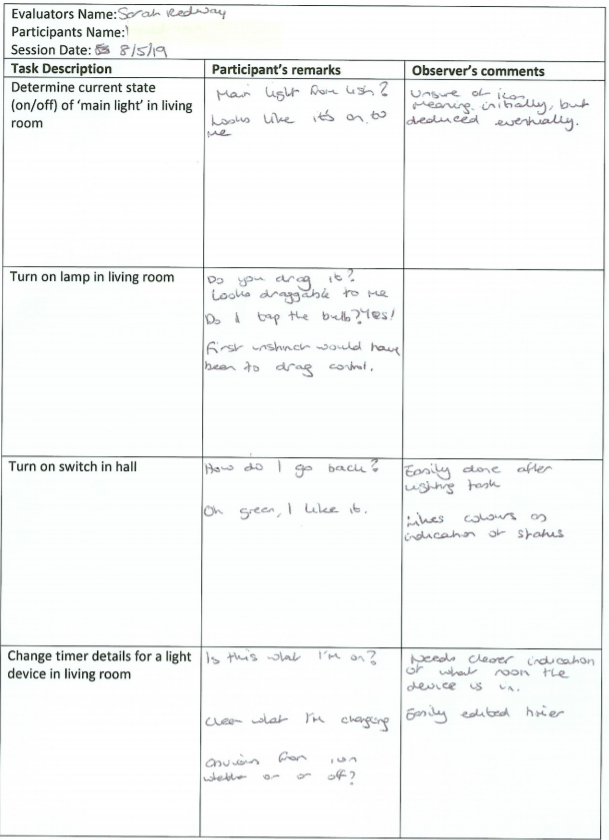 Evaluators Name: Sarah Redway
Participants Name:
Session Date: 8/5/19
Task Description
Participant's remarks
Observer's comments
Determine current state
(on/off) of 'main light' in living
room
Main light from list?
Looks like it's on to
me
Unsure of icon
meaning initially, but
deduced eventually.
Turn on lamp in living room
Do you drag it?
Looks draggable to me
Do I tap the bulb? Yes!
First instinct would have
been to drag control.
Turn on switch in hall
How do I go back?
Oh green, I like it.
Easily done after
lighting task
Likes colours as
indication of status
Change timer details for a light
device in living room
Is this what I'm on?
Clear what I'm changing
from icon
whether on or off?
Needs clearer indication
of what room the
device is in.
Easily edited timer